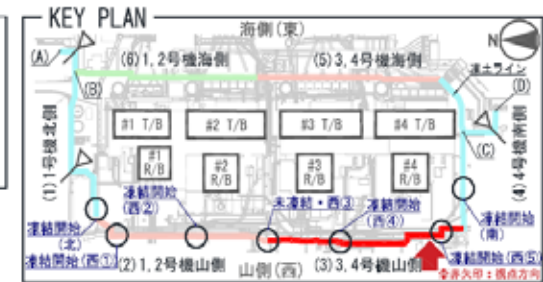 KEY PLAN
海側(東)
N
(A)
(6)1,2号機海側
(5)3,4号機海側
凍土ライン
(B)
(D)
(1)1号機北側
#1 T/B
#2 T/B
#3 T/B
#4 T/B
(C)
(4)4号機南側
#1
R/B
#2
R/B
#3
R/B
#4
R/B
凍結開始
(西②)
未凍結・西③
凍結開始
(西④)
凍結開始
(北)
凍結開始
(南)
凍結開始(西①)
(2)1,2号機山側
山側(西)
(3)3,4号機山側
凍結開始(西⑤)
赤矢印:視点方向